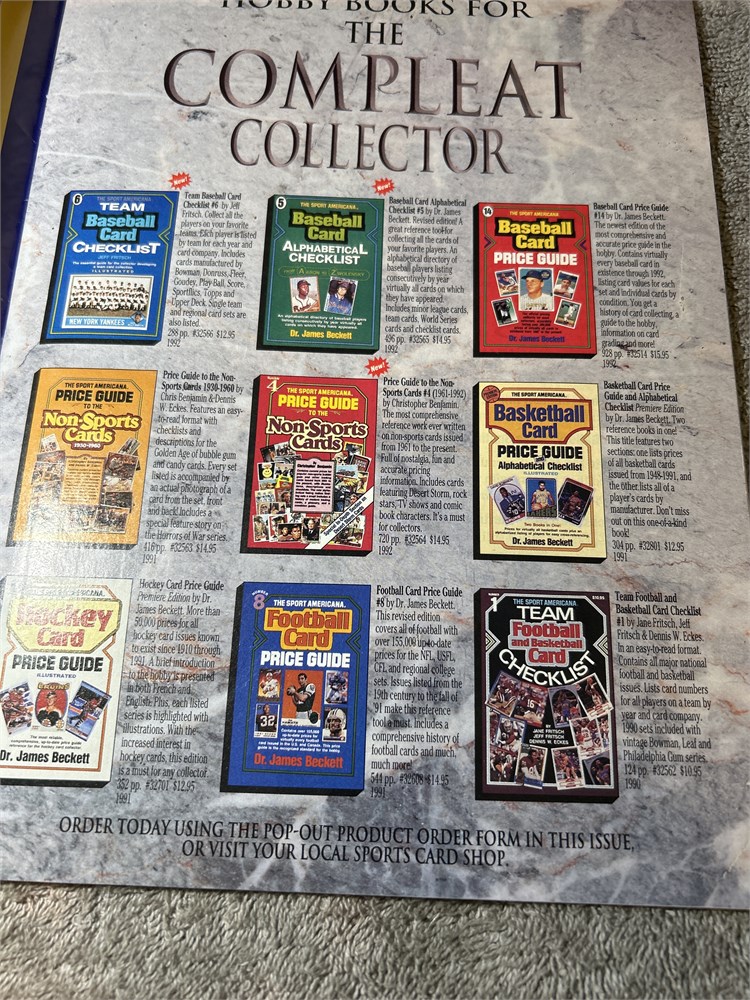 HOBBY BOOKS FOR
THE
COMPLEAT
COLLECTOR
New!
6
THE SPORT AMERICANA
TEAM
Baseball
Card
CHECKLIST
JEFF FRITSCH
ILLUSTRATED
NEW YORK YANKEES
Team Baseball Card
Checklist #6 by Jeff
Fritsch. Collect all the
players on your favorite
teams. Each player is listed
by team for each year and
card company. Includes
cards manufactured by
Bowman, Donruss, Fleer,
Goudey, Play Ball, Score,
Sportflics, Topps and
Upper Deck. Single team
and regional card sets are
also listed.
288 pp. #32566 $12.95
1992
New!
5
THE SPORT AMERICANA
Baseball
Card
ALPHABETICAL
CHECKLIST
Dr. James Beckett
Baseball Card Alphabetical
Checklist #5 by Dr. James
Beckett. Revised edition! A
great reference tool for
collecting all the cards of
your favorite players. An
alphabetical directory of
baseball players listing
consecutively by year
virtually all cards on which
they have appeared.
Includes minor league cards,
team cards, World Series
cards and checklist cards.
496 pp. #32565 $14.95
1992
14
THE SPORT AMERICANA
Baseball
Card
PRICE GUIDE
Dr. James Beckett
Baseball Card Price Guide
#14 by Dr. James Beckett.
The newest edition of the
most comprehensive and
accurate price guide in the
hobby. Contains virtually
every baseball card in
existence through 1992,
listing card values for each
set and individual cards by
condition. You get a
history of card collecting, a
guide to the hobby,
information on card
grading and more!
928 pp. #32514 $15.95
1992
THE SPORT AMERICANA
PRICE GUIDE
TO THE
Non-Sports
Cards
1930-1960
Price Guide to the Non-
Sports Cards 1930-1960 by
Chris Benjamin & Dennis
W. Eckes. Features an easy-
to-read format with
checklists and
descriptions for the
Golden Age of bubble gum
and candy cards. Every set
listed is accompanied by
an actual photograph of a
card from the set, front
and back! Includes a
special feature story on
the Horrors of War series.
416 pp. #32563 $14.95
1991
New!
NUMBER
4
THE SPORT AMERICANA
PRICE GUIDE
TO THE
Non-Sports
Cards
Price Guide to the Non-
Sports Cards #4 (1961-1992)
by Christopher Benjamin.
The most comprehensive
reference work ever written
on non-sports cards issued
from 1961 to the present.
Full of nostalgia, fun and
accurate pricing
information. Includes cards
featuring Desert Storm, rock
stars, TV shows and comic
book characters. It's a must
for collectors.
720 pp. #32564 $14.95
1992
THE SPORT AMERICANA
Basketball
Card
PRICE GUIDE
Alphabetical Checklist
ILLUSTRATED
Two Books in One:
Dr. James Beckett
Basketball Card Price
Guide and Alphabetical
Checklist Premiere Edition
by Dr. James Beckett. Two
reference books in one!
This title features two
sections: one lists prices
of all basketball cards
issued from 1948-1991, and
the other lists all of a
player's cards by
manufacturer. Don't miss
out on this one-of-a-kind
book!
304 pp. #32801 $12.95
1991
Hockey
Card
PRICE GUIDE
ILLUSTRATED
Dr. James Beckett
Hockey Card Price Guide
Premiere Edition by Dr.
James Beckett. More than
50,000 prices for all
hockey card issues known
to exist since 1910 through
1991. A brief introduction
to the hobby is presented
in both French and
English. Plus, each listed
series is highlighted with
illustrations. With the
increased interest in
hockey cards, this edition
is a must for any collector.
352 pp. #32701 $12.95
1991
NUMBER
8
THE SPORT AMERICANA
Football
Card
PRICE GUIDE
32
Dr. James Beckett
Football Card Price Guide
#8 by Dr. James Beckett.
This revised edition
covers all of football with
over 155,000 up-to-date
prices for the NFL, USFL,
CFL and regional college
sets. Issues listed from the
19th century to the fall of
'91 make this reference
tool a must. Includes a
comprehensive history of
football cards and much,
much more!
544 pp. #32608 $14.95
1991
NUMBER
1
$10.95
THE SPORT AMERICANA
TEAM
Football
and Basketball
Card
CHECKLIST
BY
JANE FRITSCH
JEFF FRITSCH
DENNIS W. ECKES
Team Football and
Basketball Card Checklist
#1 by Jane Fritsch, Jeff
Fritsch & Dennis W. Eckes.
In an easy-to-read format.
Contains all major national
football and basketball
issues. Lists card numbers
for all players on a team by
year and card company.
1990 sets included with
vintage Bowman, Leaf and
Philadelphia Gum series.
124 pp. #32562 $10.95
1990
ORDER TODAY USING THE POP-OUT PRODUCT ORDER FORM IN THIS ISSUE,
OR VISIT YOUR LOCAL SPORTS CARD SHOP.